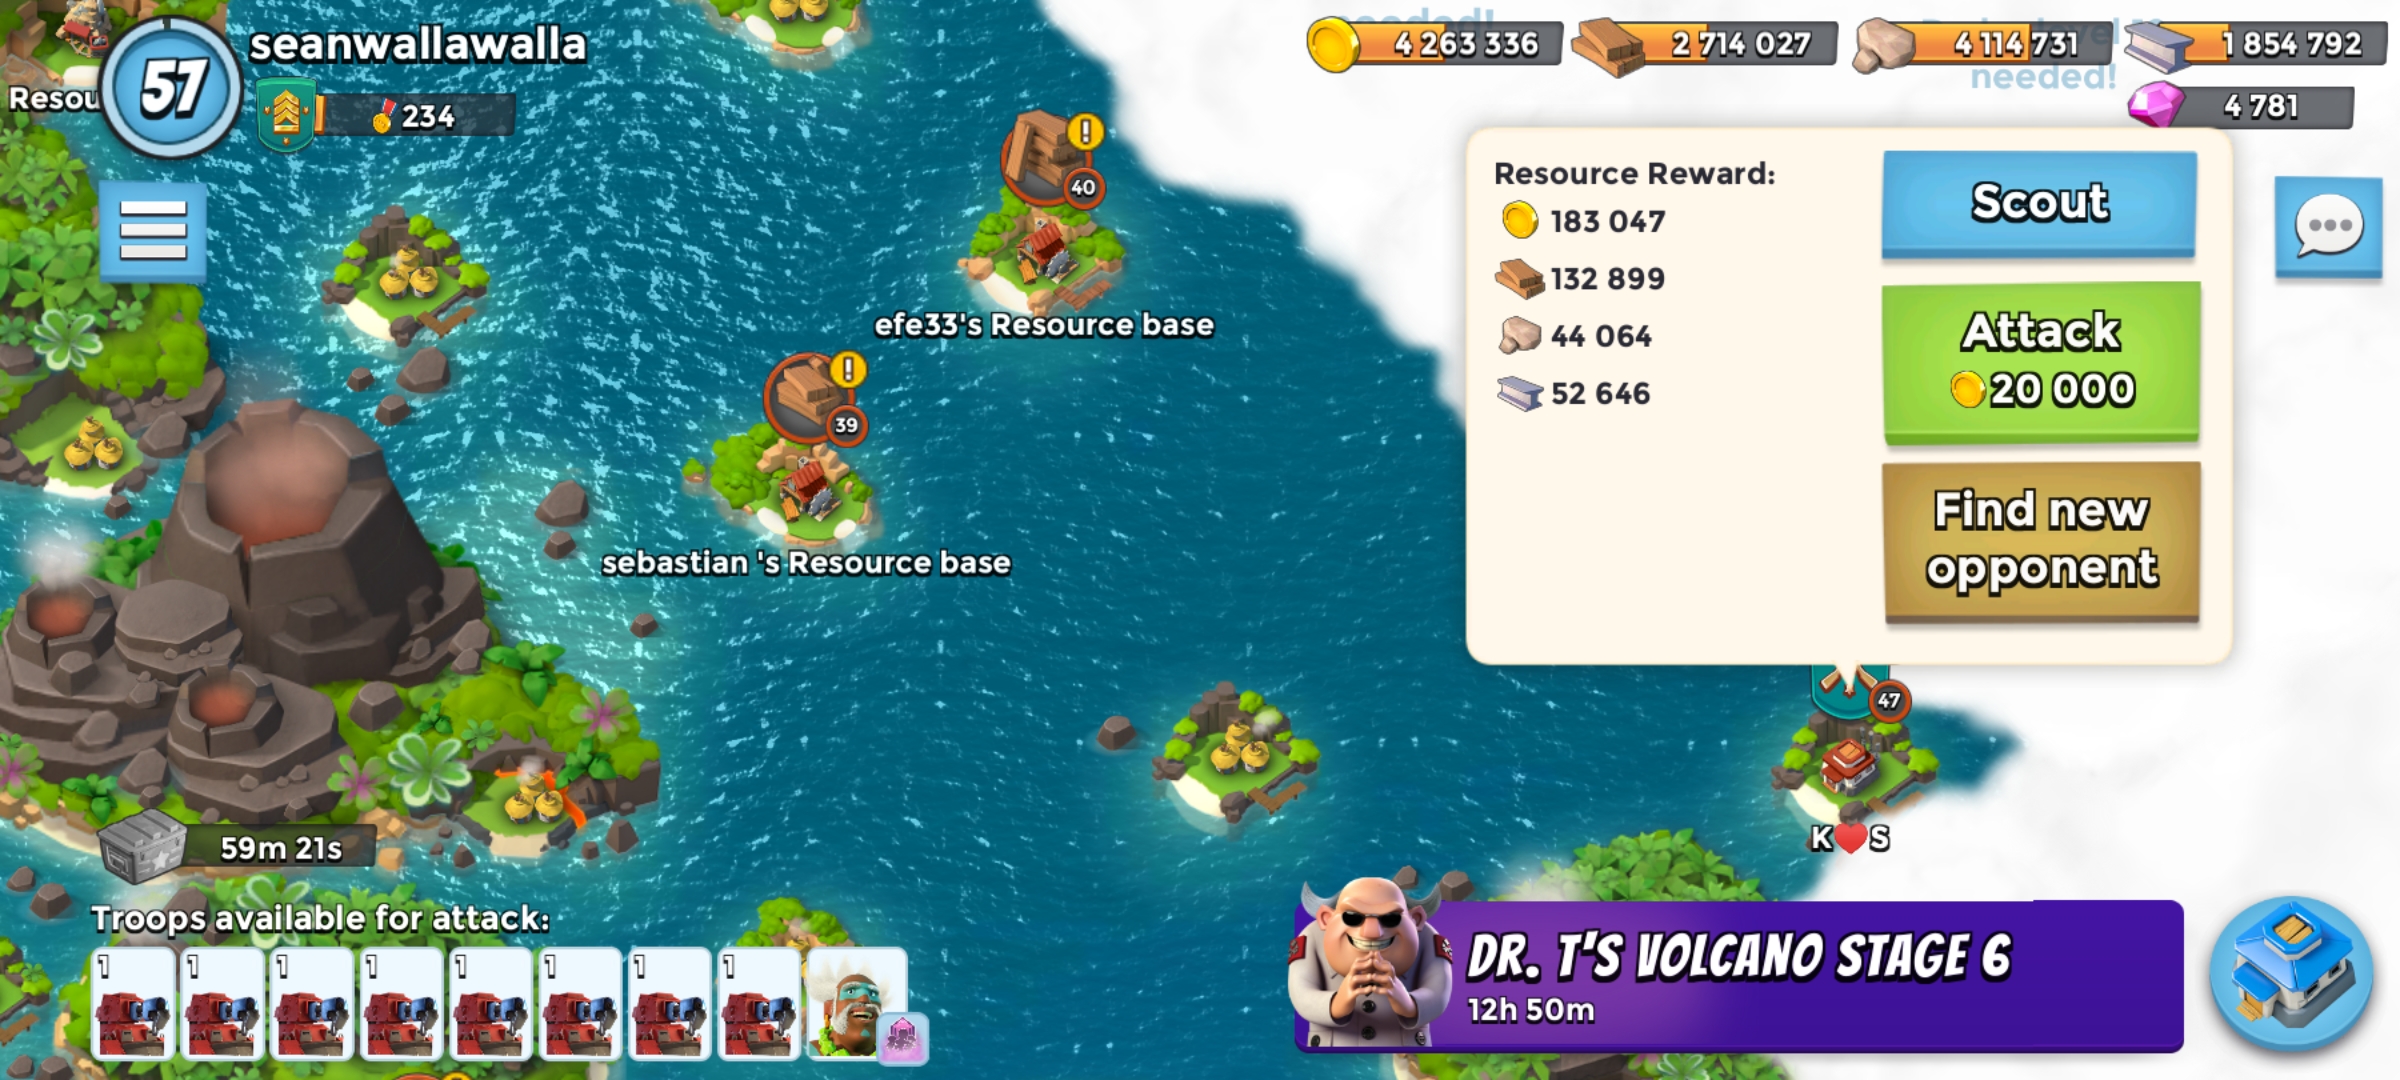 seanwallawalla
57
234
4 263 336
2 714 027
4 114 731
1 854 792
needed!
needed!
4 781
Resou
40
efe33's Resource base
39
sebastian 's Resource base
Resource Reward:
183 047
132 899
44 064
52 646
Scout
Attack
20 000
Find new
opponent
47
K❤️S
59m 21s
Troops available for attack:
1 1 1 1 1 1 1 1
DR. T'S VOLCANO STAGE 6
12h 50m